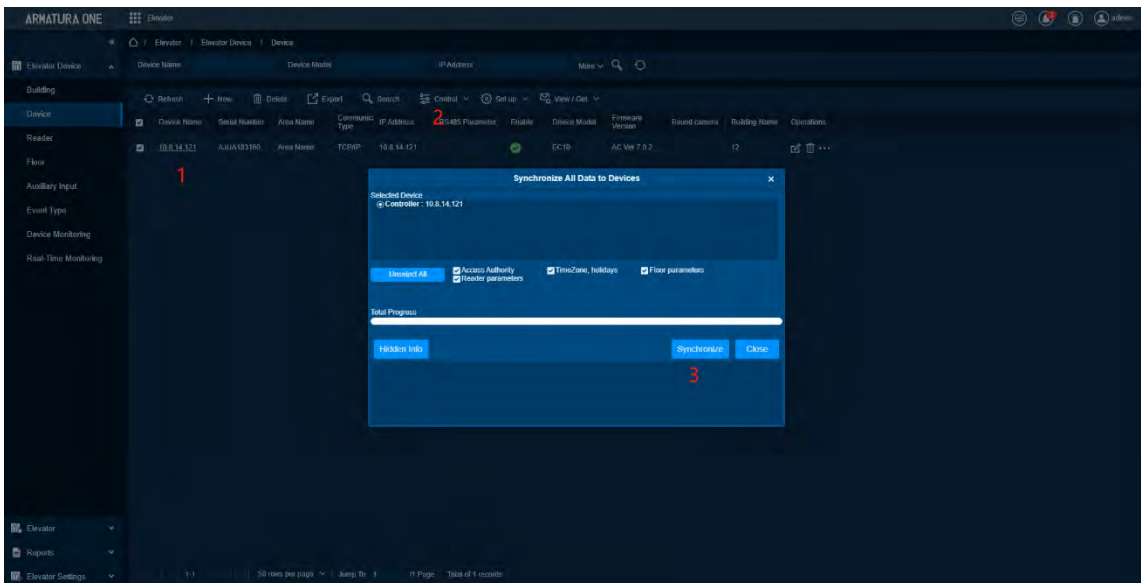 ARMATURA ONE
Elevator
admin
Elevator / Elevator Device / Device
Elevator Device
Device Name
Device Model
IP Address
More
Building
Refresh
New
Delete
Export
Search
Control
Set up
View / Get
2
Device
Device Name
Serial Number
Area Name
Communic Type
IP Address
RS485 Parameter
Enable
Device Model
Firmware Version
Bound camera
Building Name
Operations
Reader
10.8.14.121
Area Name
TCP/IP
10.8.14.121
EC10
AC Ver 7.0.2
12
Floor
1
Auxiliary Input
Event Type
Device Monitoring
Real-Time Monitoring
Synchronize All Data to Devices
×
Selected Device
Controller : 10.8.14.121
Unselect All
Access Authority
TimeZone, holidays
Floor parameters
Reader parameters
Total Progress
Hidden Info
Synchronize
Close
3
Elevator
Reports
Elevator Settings
1-1
50 rows per page
Jump To
1
/1 Page
Total of 1 records